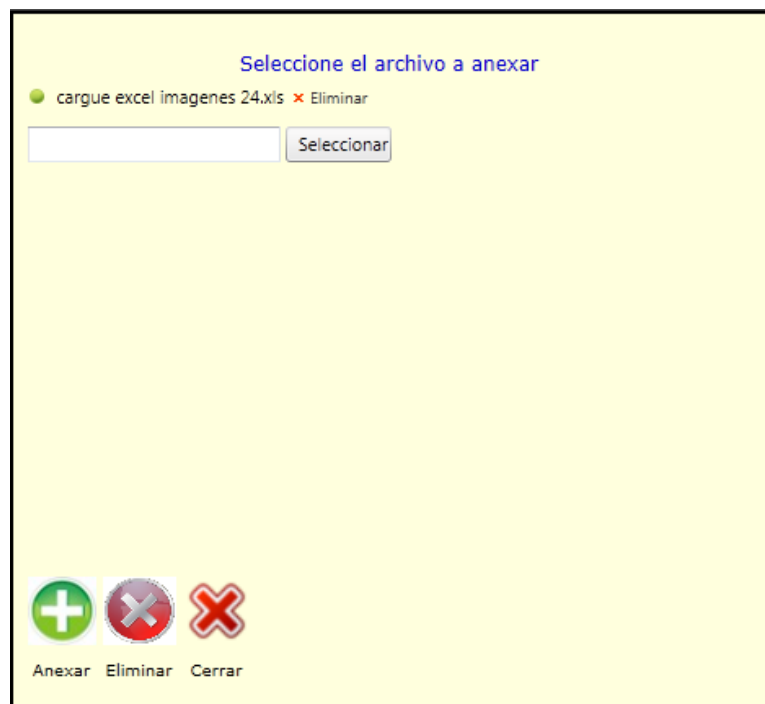 Seleccione el archivo a anexar
cargue excel imagenes 24.xls Eliminar
Seleccionar
Anexar Eliminar Cerrar